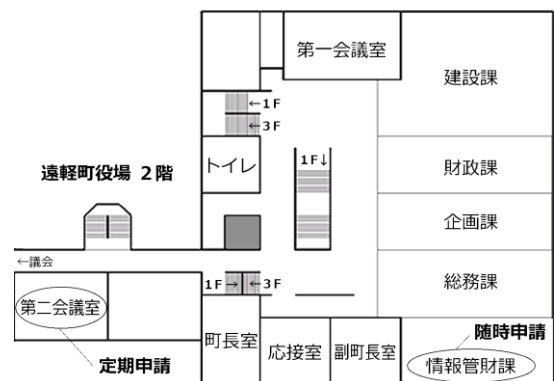 第一会議室
建設課
←1F
←3F
トイレ
1F↓
財政課
遠軽町役場 2階
企画課
←議会
1F→
←3F
総務課
第二会議室
定期申請
町長室
応接室
副町長室
随時申請
情報管財課